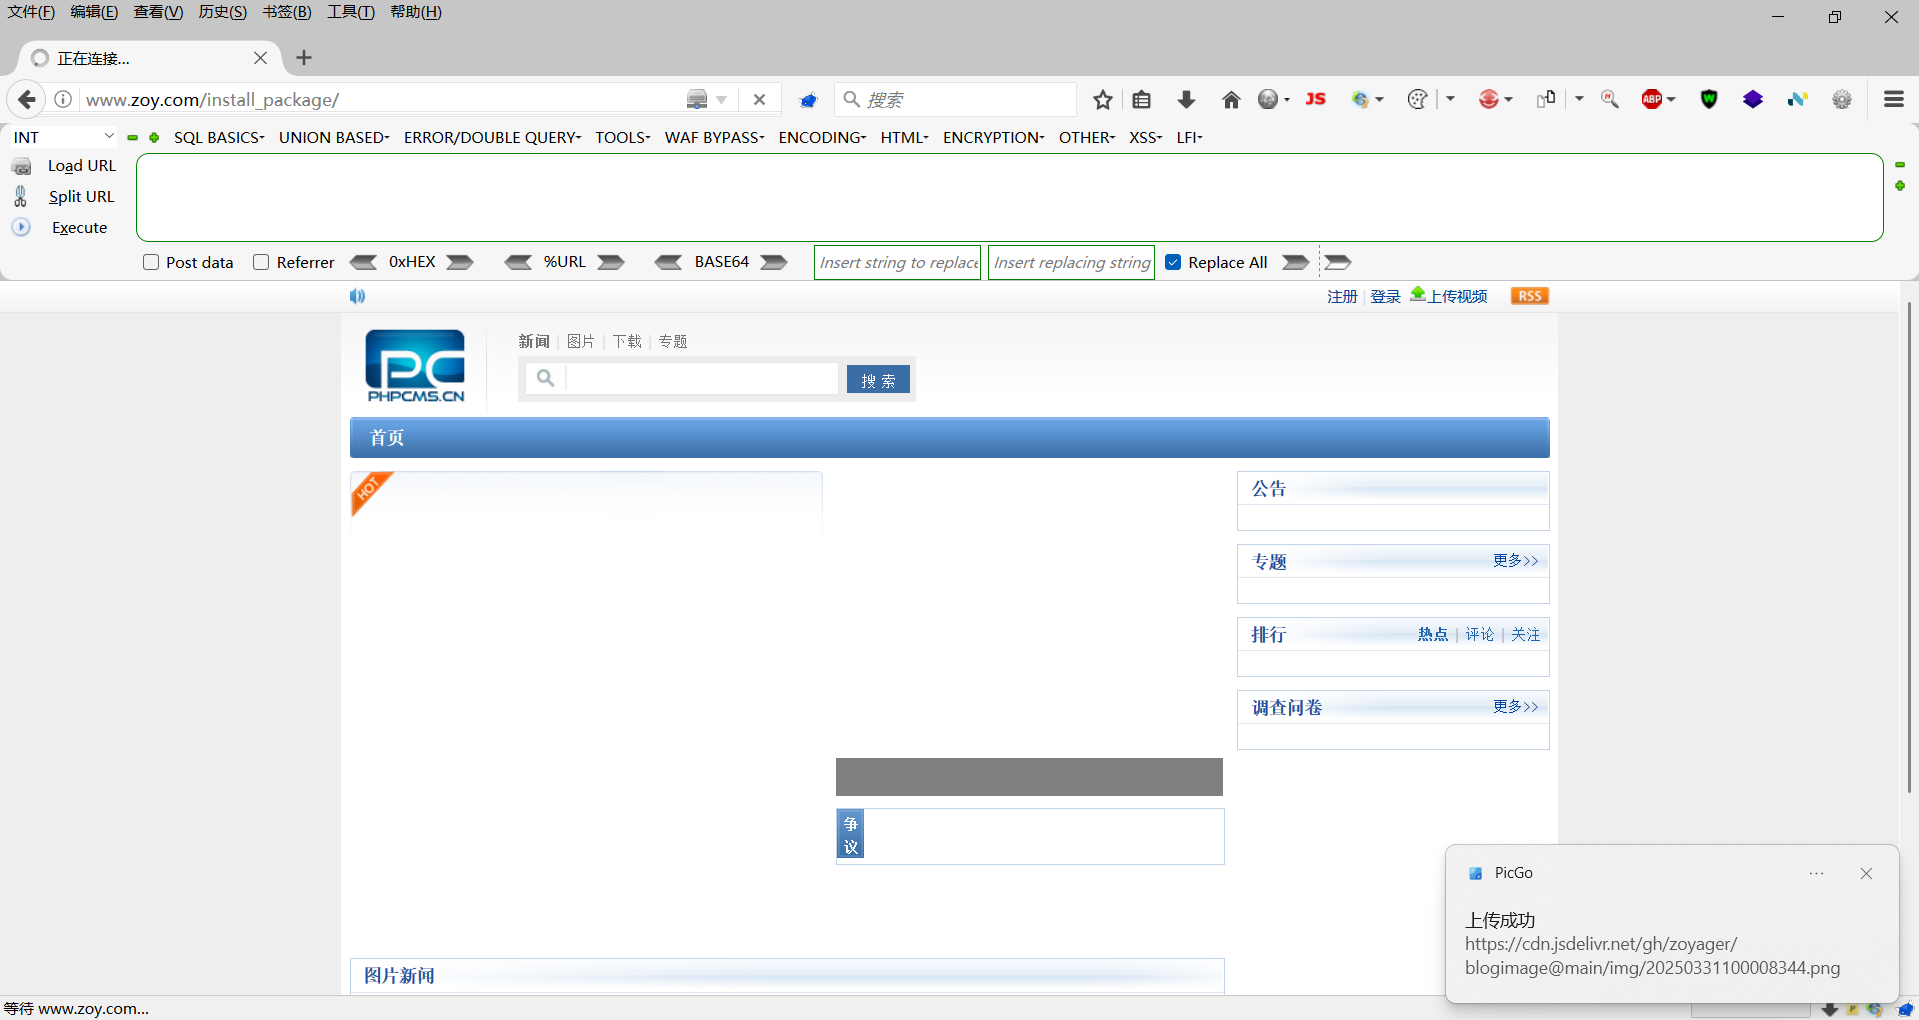 文件(F) 编辑(E) 查看(V) 历史(S) 书签(B) 工具(T) 帮助(H)
正在连接...
www.zoy.com/install_package/
搜索
JS
ABP
INT
SQL BASICS UNION BASED ERROR/DOUBLE QUERY TOOLS WAF BYPASS ENCODING HTML ENCRYPTION OTHER XSS LFI
Load URL
Split URL
Execute
Post data Referrer 0xHEX %URL BASE64 Insert string to replace Insert replacing string Replace All
注册 登录 上传视频 RSS
PC
PHPCMS.CN
新闻 图片 下载 专题
搜 索
首页
HOT
公告
专题 更多>>
排行 热点 | 评论 | 关注
调查问卷 更多>>
争
议
图片新闻
PicGo
上传成功
https://cdn.jsdelivr.net/gh/zoyager/
blogimage@main/img/20250331100008344.png
等待 www.zoy.com...